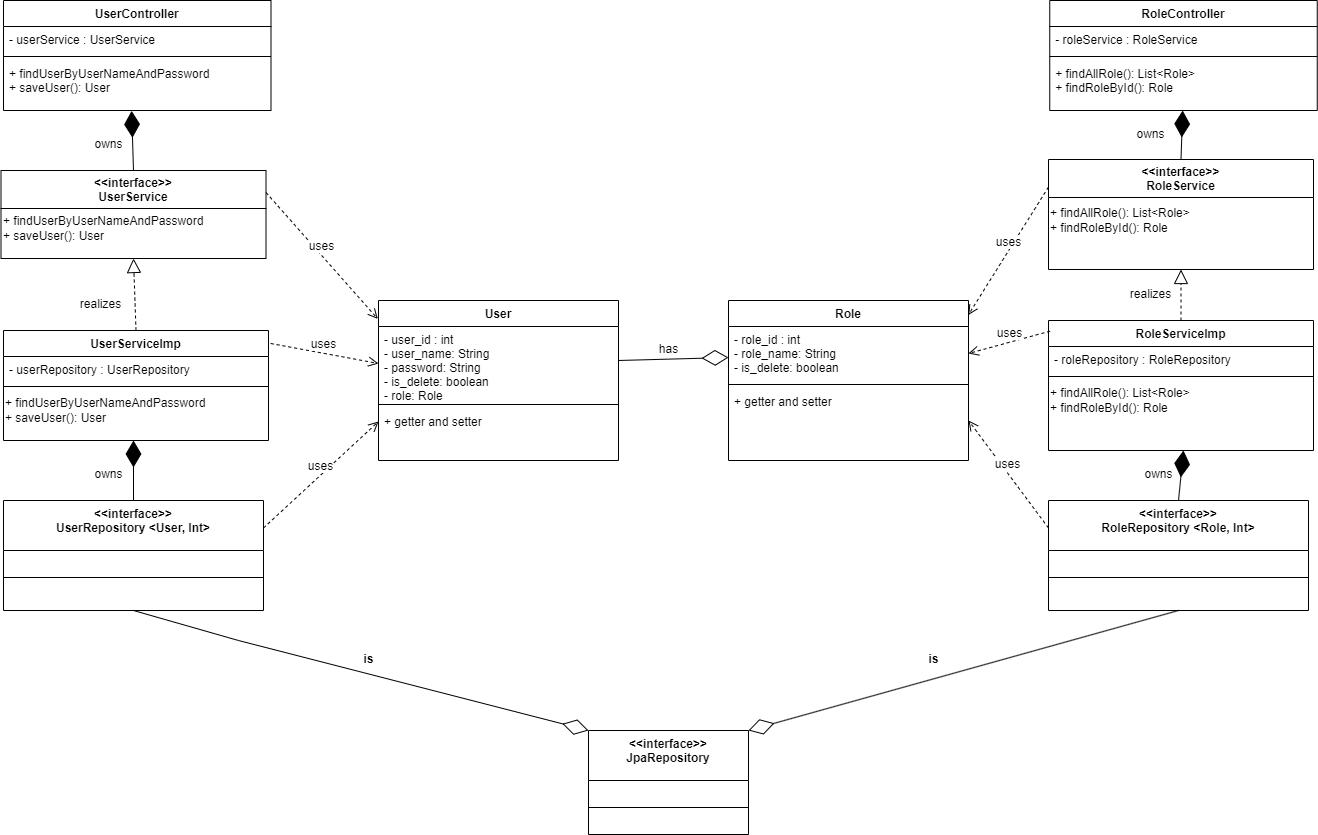 UserController
- userService : UserService
+ findUserByUserNameAndPassword
+ saveUser(): User
owns
<<interface>>
UserService
+ findUserByUserNameAndPassword
+ saveUser(): User
realizes
UserServiceImp
- userRepository : UserRepository
+ findUserByUserNameAndPassword
+ saveUser(): User
owns
<<interface>>
UserRepository <User, Int>
uses
uses
uses
User
- user_id : int
- user_name: String
- password: String
- is_delete: boolean
- role: Role
+ getter and setter
has
Role
- role_id : int
- role_name: String
- is_delete: boolean
+ getter and setter
uses
uses
uses
RoleController
- roleService : RoleService
+ findAllRole(): List<Role>
+ findRoleById(): Role
owns
<<interface>>
RoleService
+ findAllRole(): List<Role>
+ findRoleById(): Role
realizes
RoleServiceImp
- roleRepository : RoleRepository
+ findAllRole(): List<Role>
+ findRoleById(): Role
owns
<<interface>>
RoleRepository <Role, Int>
is
is
<<interface>>
JpaRepository